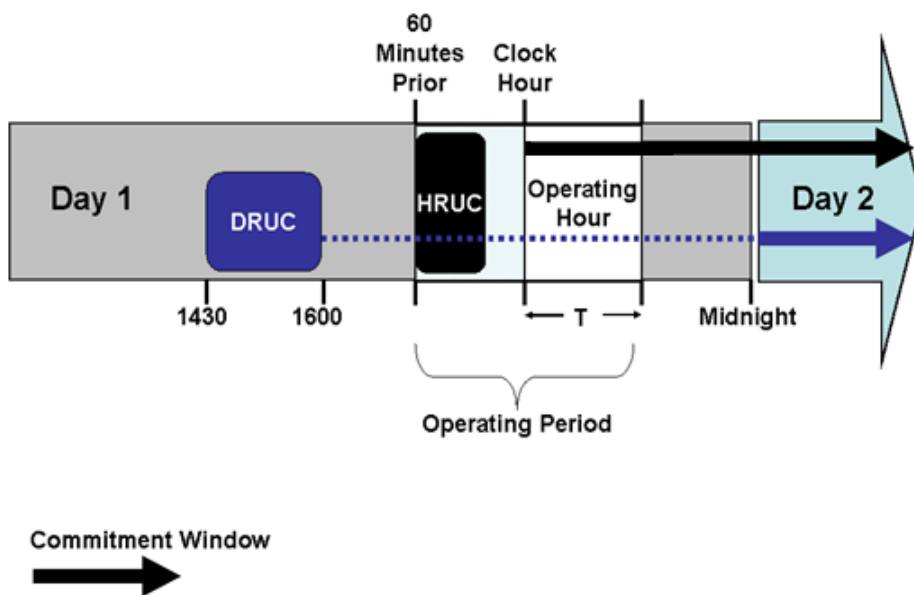 60
Minutes
Prior
Clock
Hour
Day 1
DRUC
HRUC
Operating
Hour
Day 2
1430
1600
T
Midnight
Operating Period
Commitment Window